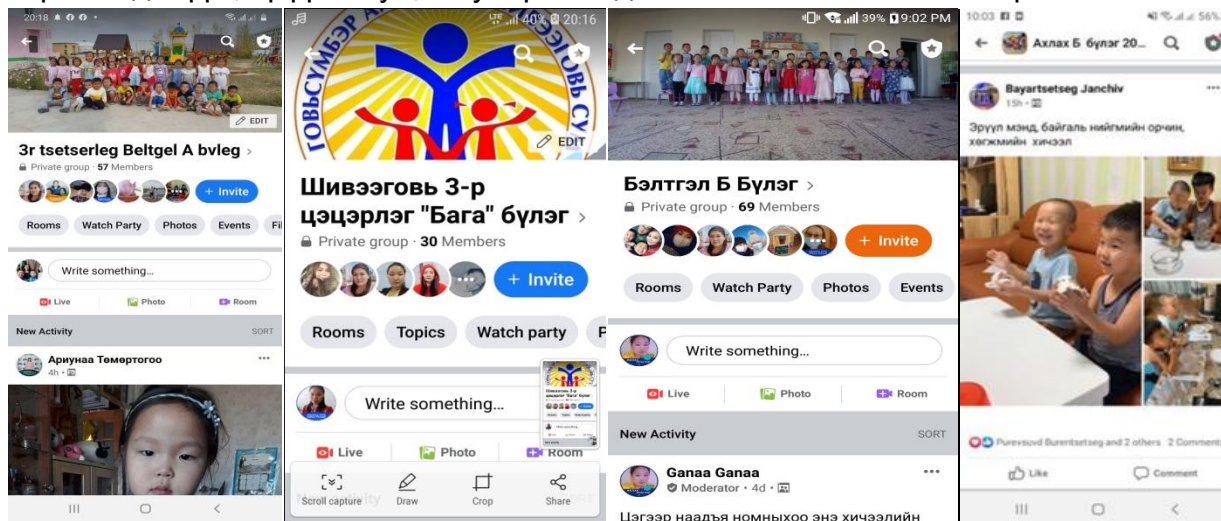 20:18
EDIT
3r tsetserleg Beltgel A bvleg >
Private group · 57 Members
+ Invite
Rooms Watch Party Photos Events Fil
Write something...
Live Photo Room
New Activity SORT
Ариунаа Төмөртогоо
4h ·
LTE 40% 20:16
ГОВЬСҮМБЭР
EDIT
Шивээговь 3-р
цэцэрлэг "Бага" бүлэг >
Private group · 30 Members
+ Invite
Rooms Topics Watch party P
Write something...
Live Photo Room
Scroll capture Draw Crop Share
39% 9:02 PM
Бэлтгэл Б Бүлэг >
Private group · 69 Members
+ Invite
Rooms Watch Party Photos Events
Write something...
Live Photo Room
New Activity SORT
Ganaa Ganaa
Moderator · 4d ·
Цэгээр наадъя номныхоо энэ хичээлийн
10:03 56%
Ахлах Б бүлэг 20...
Bayartsetseg Janchiv
15h ·
Эрүүл мэнд, байгаль нийгмийн орчин,
хөгжмийн хичээл
Purevsuvd Burentsetseg and 2 others 2 Comment
Like Comment